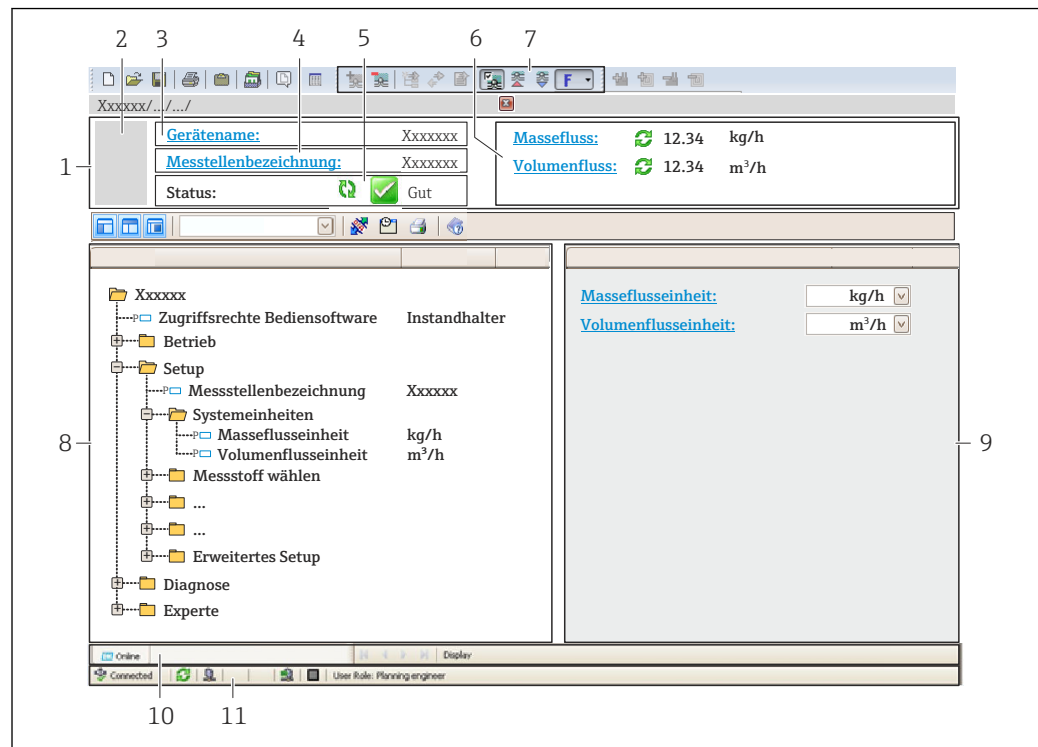 2 3 4 5 6 7
F
Xxxxxx/.../.../
1
Gerätename: Xxxxxxx
Messtellenbezeichnung: Xxxxxxx
Status: Gut
Massefluss: 12.34 kg/h
Volumenfluss: 12.34 m³/h
Xxxxxx
P Zugriffsrechte Bediensoftware Instandhalter
Betrieb
Setup
P Messstellenbezeichnung Xxxxxx
Systemeinheiten
P Masseflusseinheit kg/h
P Volumenflusseinheit m³/h
Messstoff wählen
...
...
Erweitertes Setup
Diagnose
Experte
8
Masseflusseinheit: kg/h
Volumenflusseinheit: m³/h
9
Online Display
Connected User Role: Planning engineer
10 11